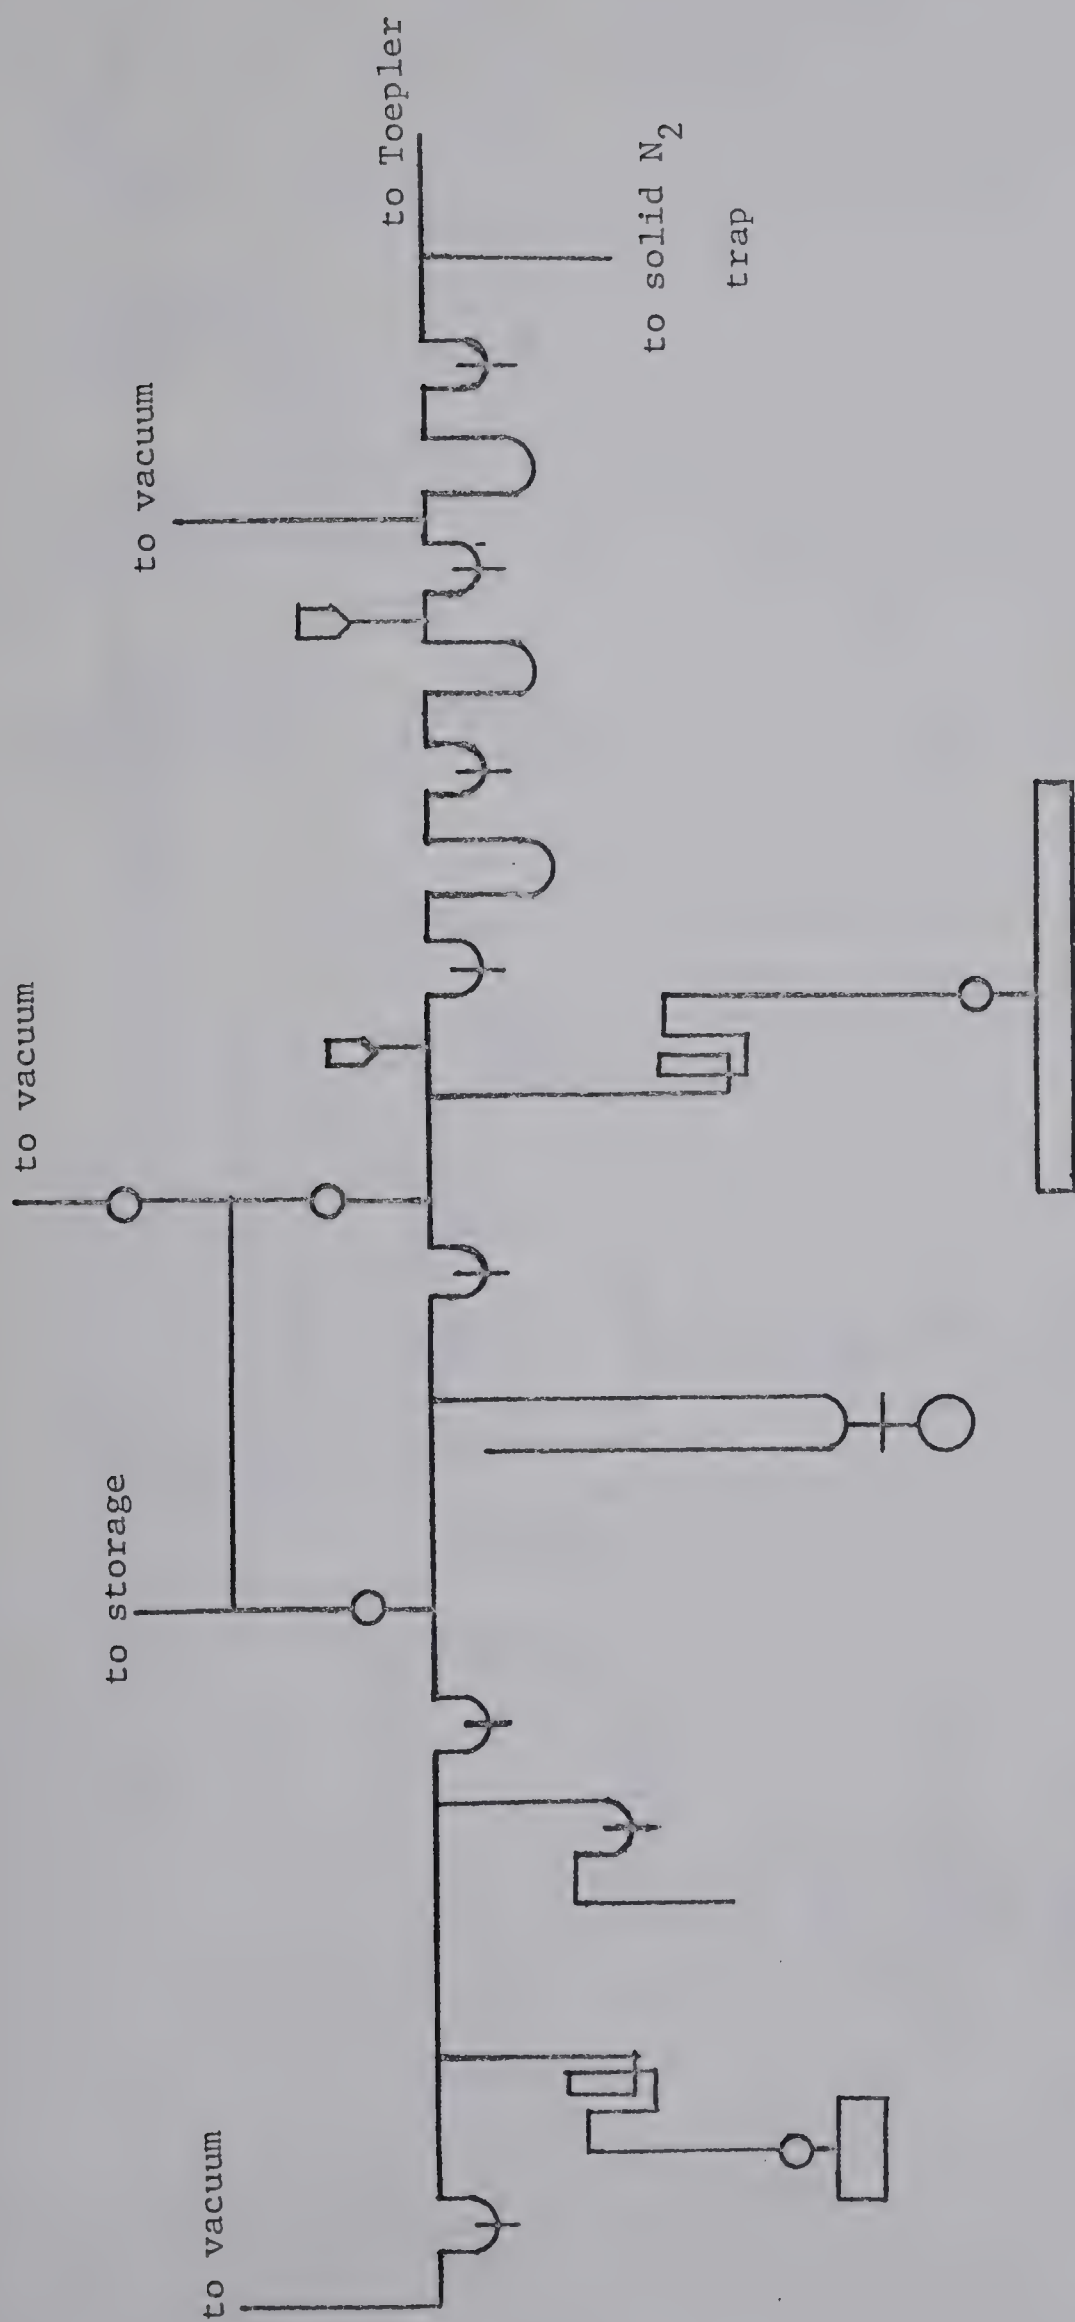 to vacuum
to storage
to vacuum
to vacuum
to Toepler
to solid N₂
trap